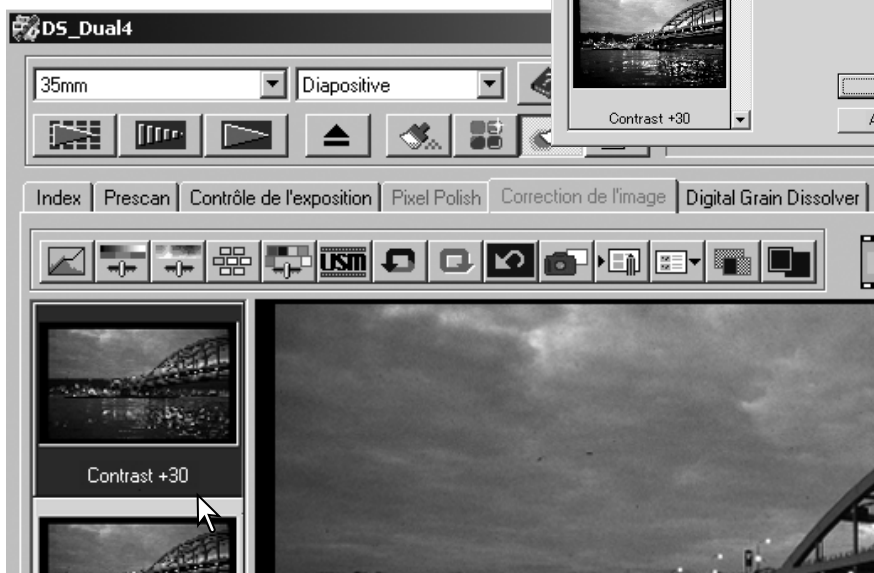 DS_Dual4
35mm
Diapositive
Contrast +30
Index
Prescan
Contrôle de l'exposition
Pixel Polish
Correction de l'image
Digital Grain Dissolver
USM
Contrast +30